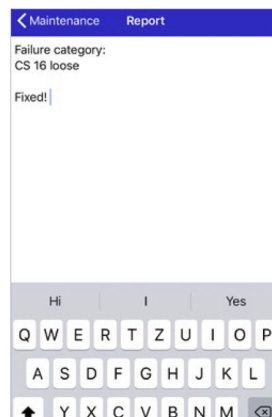 Maintenance Report
Failure category:
CS 16 loose
Fixed!
Hi I Yes
Q W E R T Z U I O P
A S D F G H J K L
Y X C V B N M